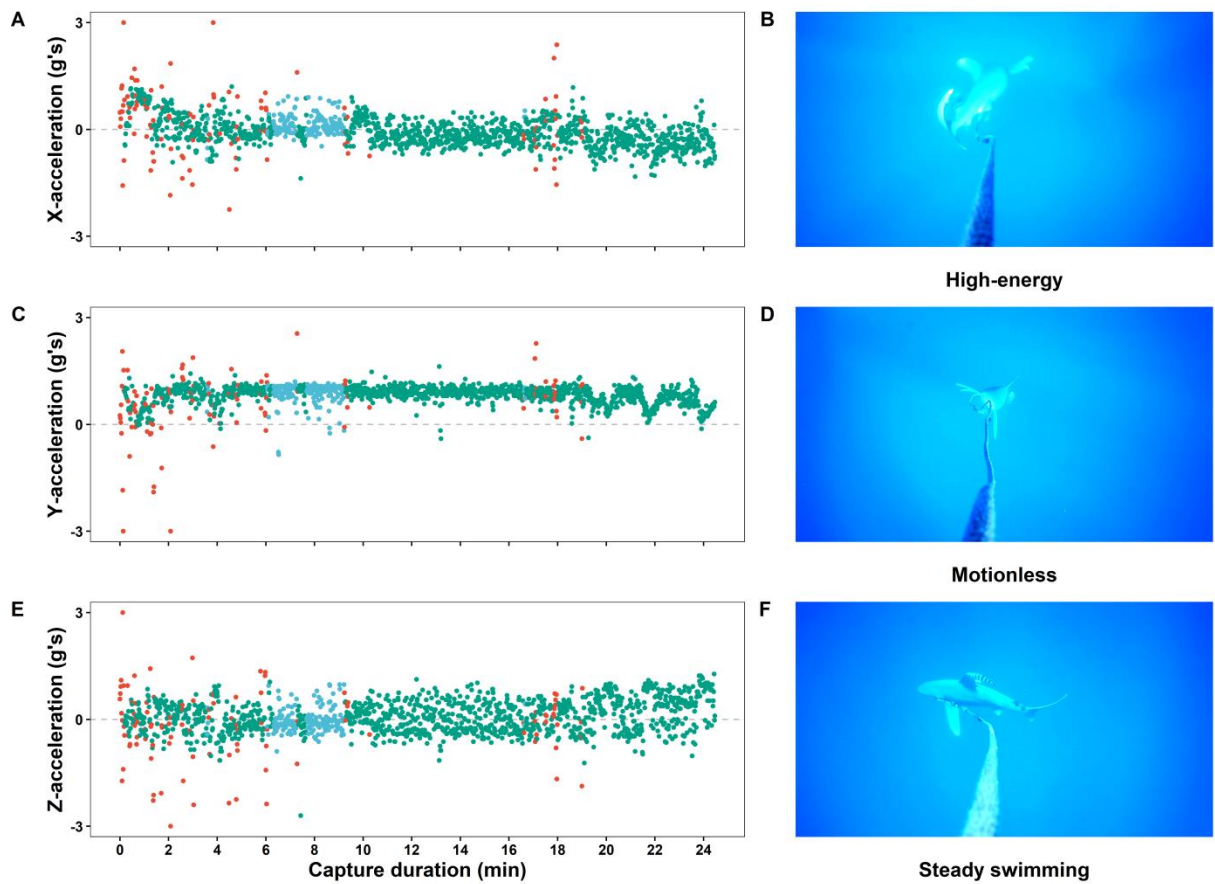 A
X-acceleration (g's)
3
0
-3
B
High-energy
C
Y-acceleration (g's)
3
0
-3
D
Motionless
E
Z-acceleration (g's)
3
0
-3
0 2 4 6 8 10 12 14 16 18 20 22 24
Capture duration (min)
F
Steady swimming